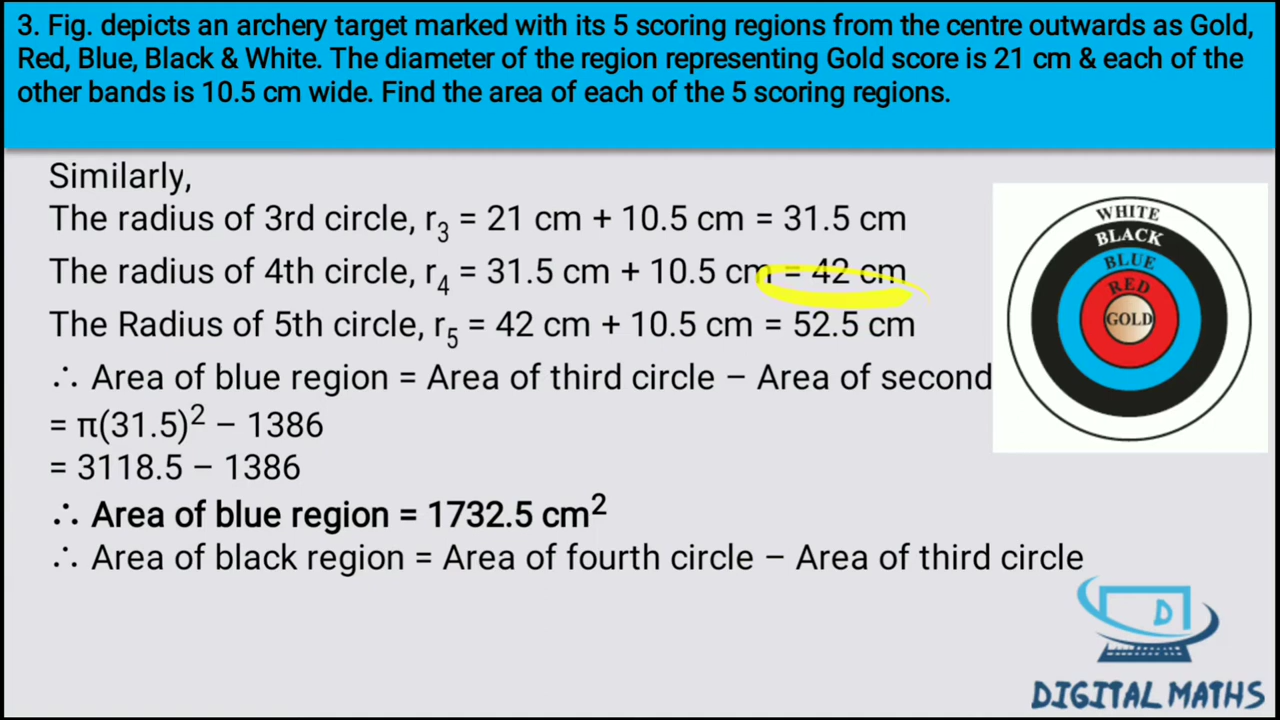 3. Fig. depicts an archery target marked with its 5 scoring regions from the centre outwards as Gold,
Red, Blue, Black & White. The diameter of the region representing Gold score is 21 cm & each of the
other bands is 10.5 cm wide. Find the area of each of the 5 scoring regions.
Similarly,
The radius of 3rd circle, r₃ = 21 cm + 10.5 cm = 31.5 cm
The radius of 4th circle, r₄ = 31.5 cm + 10.5 cm = 42 cm
The Radius of 5th circle, r₅ = 42 cm + 10.5 cm = 52.5 cm
∴ Area of blue region = Area of third circle – Area of second
= π(31.5)² – 1386
= 3118.5 – 1386
∴ Area of blue region = 1732.5 cm²
∴ Area of black region = Area of fourth circle – Area of third circle
WHITE
BLACK
BLUE
RED
GOLD
D
DIGITAL MATHS